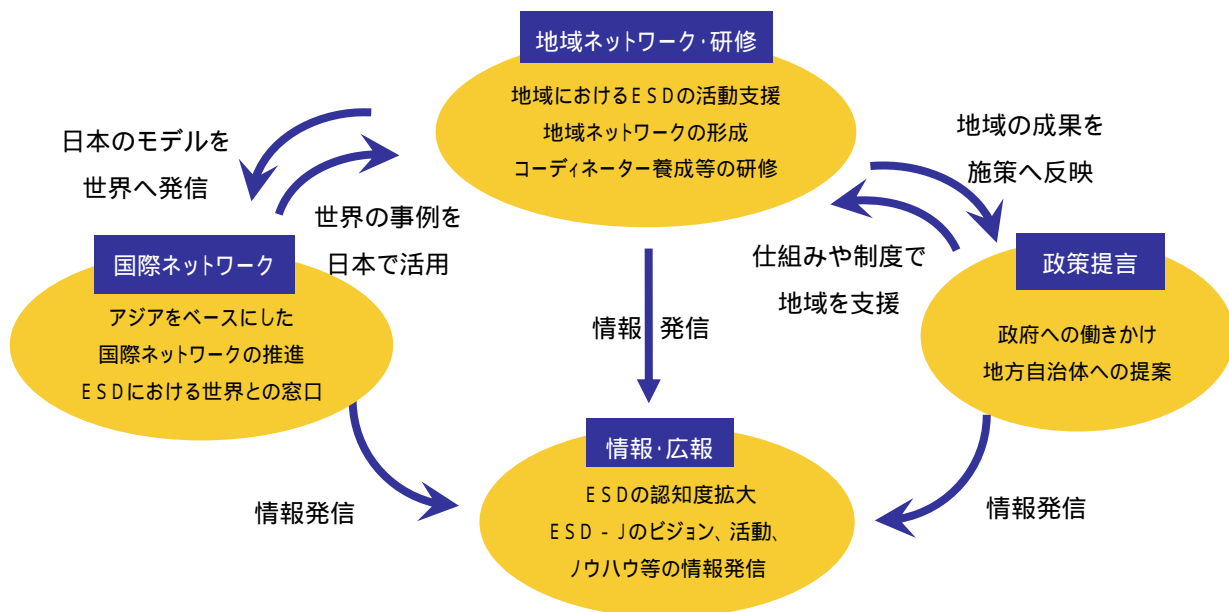 地域ネットワーク･研修
地域におけるESDの活動支援
地域ネットワークの形成
コーディネーター養成等の研修
日本のモデルを
世界へ発信
世界の事例を
日本で活用
地域の成果を
施策へ反映
仕組みや制度で
地域を支援
国際ネットワーク
アジアをベースにした
国際ネットワークの推進
ESDにおける世界との窓口
政策提言
政府への働きかけ
地方自治体への提案
情報 発信
情報･広報
ESDの認知度拡大
ESD-Jのビジョン、活動、
ノウハウ等の情報発信
情報発信
情報発信